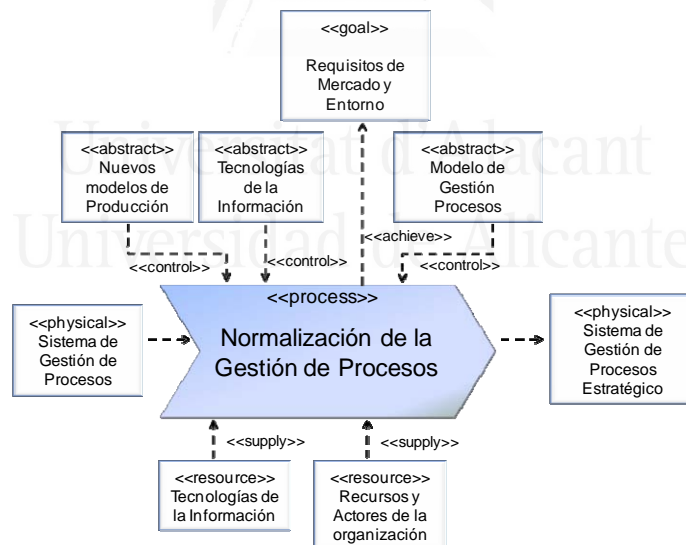 <<goal>>
Requisitos de
Mercado y
Entorno
Universitat d'Alacant
Universidad de Alicante
<<abstract>>
Nuevos
modelos de
Producción
<<abstract>>
Tecnologías
de la
Información
<<abstract>>
Modelo de
Gestión
Procesos
<<achieve>>
<<control>>
<<control>>
<<control>>
<<physical>>
Sistema de
Gestión de
Procesos
<<process>>
Normalización de la
Gestión de Procesos
<<physical>>
Sistema de
Gestión de
Procesos
Estratégico
<<supply>>
<<supply>>
<<resource>>
Tecnologías de
la Información
<<resource>>
Recursos y
Actores de la
organización